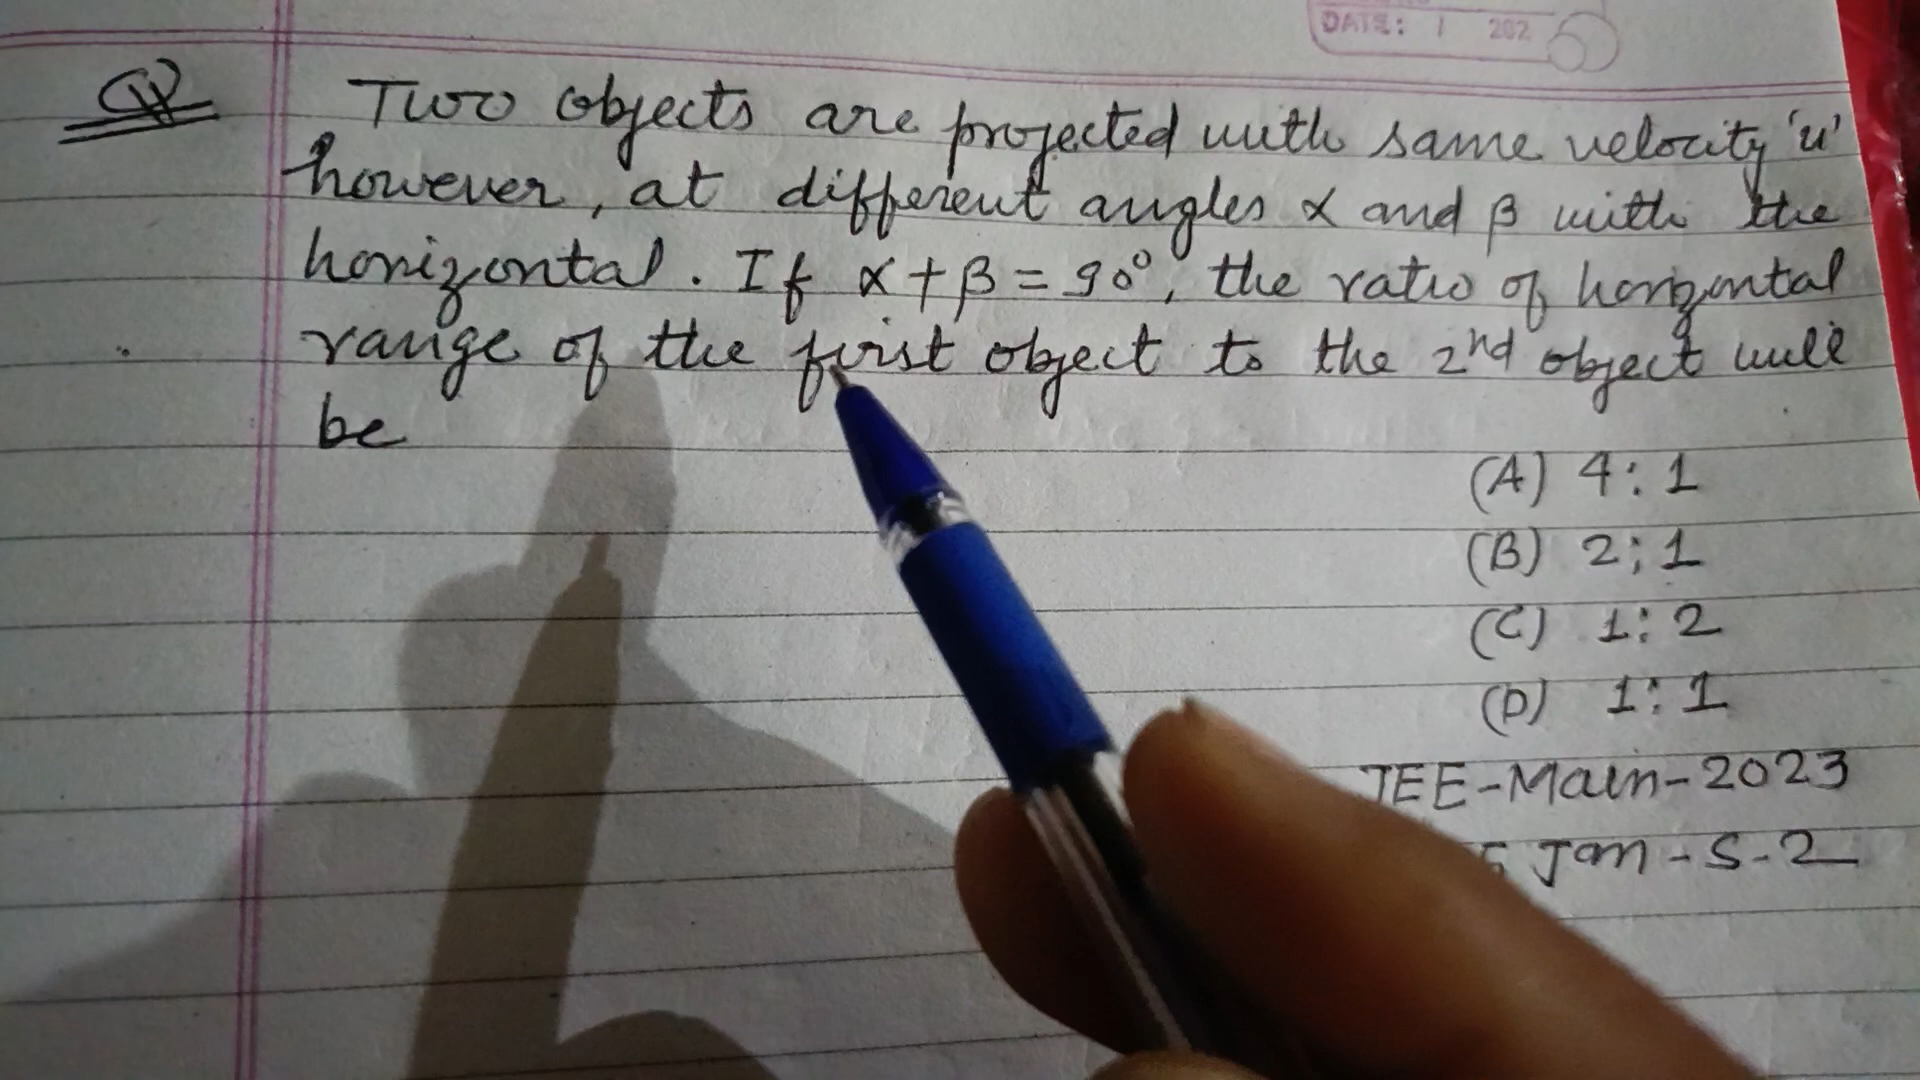 DATE: / 202
Q Two objects are projected with same velocity 'u'
however, at different angles α and β with the
horizontal. If α + β = 90°, the ratio of horizontal
range of the first object to the 2nd object will
be
(A) 4:1
(B) 2;1
(C) 1:2
(D) 1:1
JEE-Main-2023
Jan-S-2